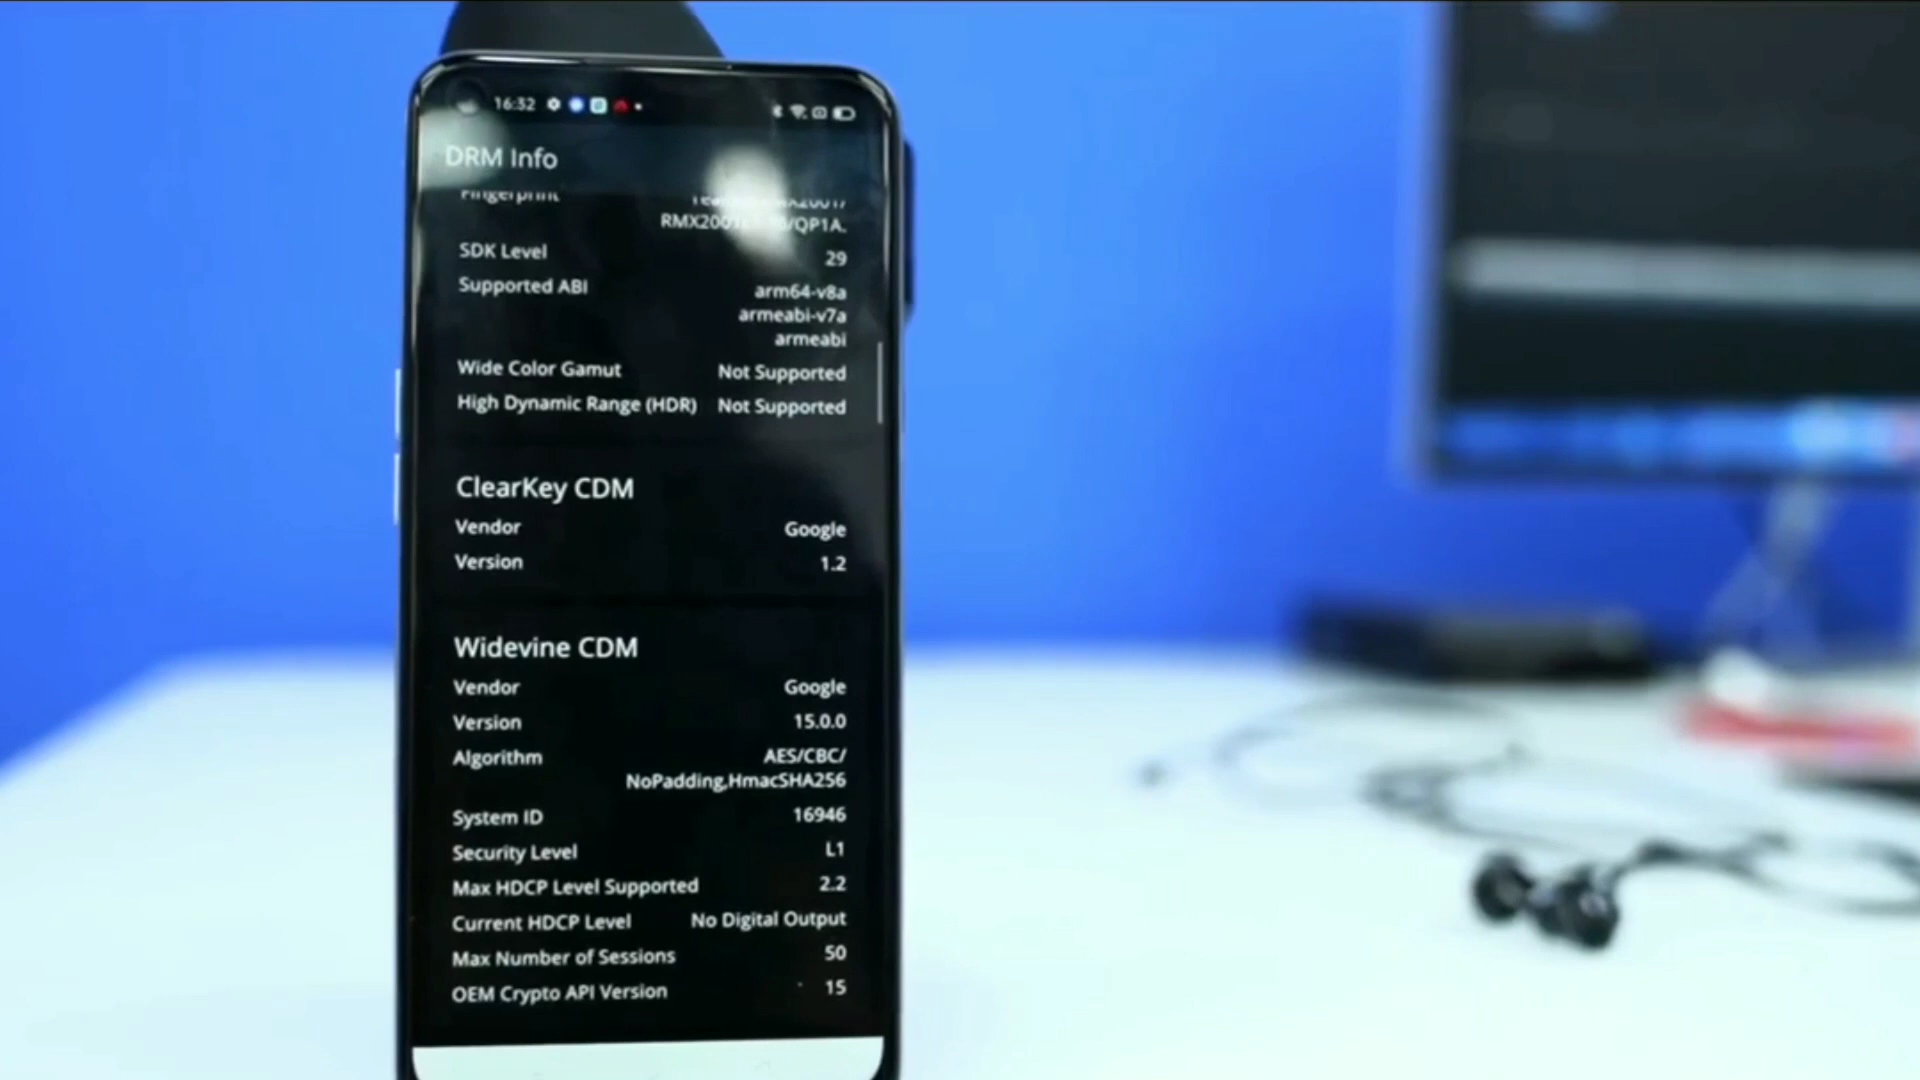 16:32
DRM Info
Fingerprint
/QP1A.
SDK Level 29
Supported ABI arm64-v8a
armeabi-v7a
armeabi
Wide Color Gamut Not Supported
High Dynamic Range (HDR) Not Supported
ClearKey CDM
Vendor Google
Version 1.2
Widevine CDM
Vendor Google
Version 15.0.0
Algorithm AES/CBC/
NoPadding,HmacSHA256
System ID 16946
Security Level L1
Max HDCP Level Supported 2.2
Current HDCP Level No Digital Output
Max Number of Sessions 50
OEM Crypto API Version 15